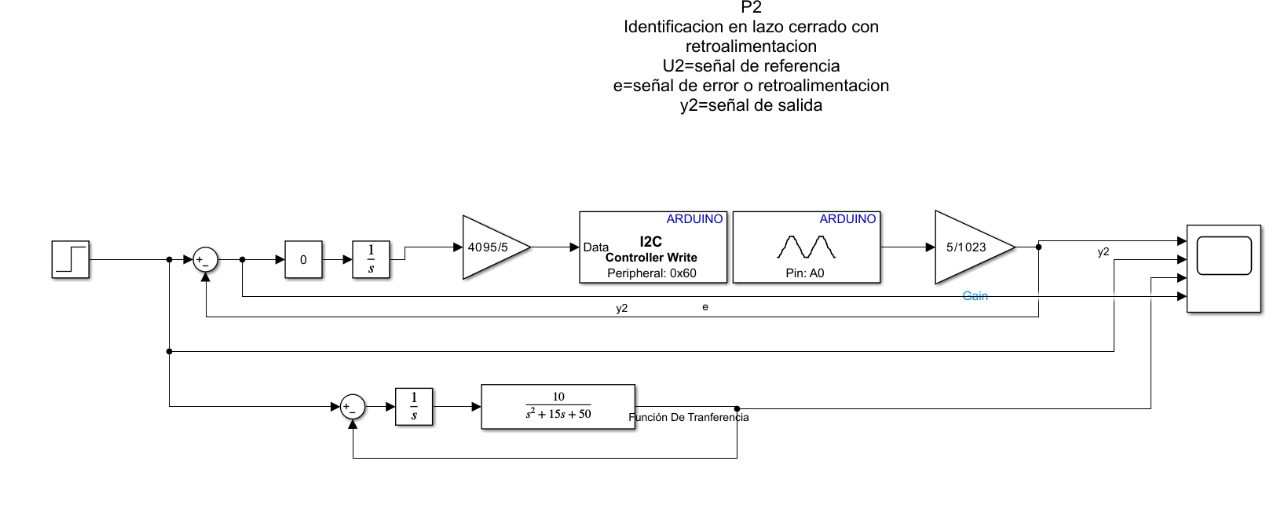 P2
Identificacion en lazo cerrado con
retroalimentacion
U2=señal de referencia
e=señal de error o retroalimentacion
y2=señal de salida
+
−
0
1
s
4095/5
ARDUINO
Data
I2C
Controller Write
Peripheral: 0x60
ARDUINO
Pin: A0
5/1023
Gain
y2
y2
e
+
−
1
s
10
s² + 15s + 50
Función De Tranferencia